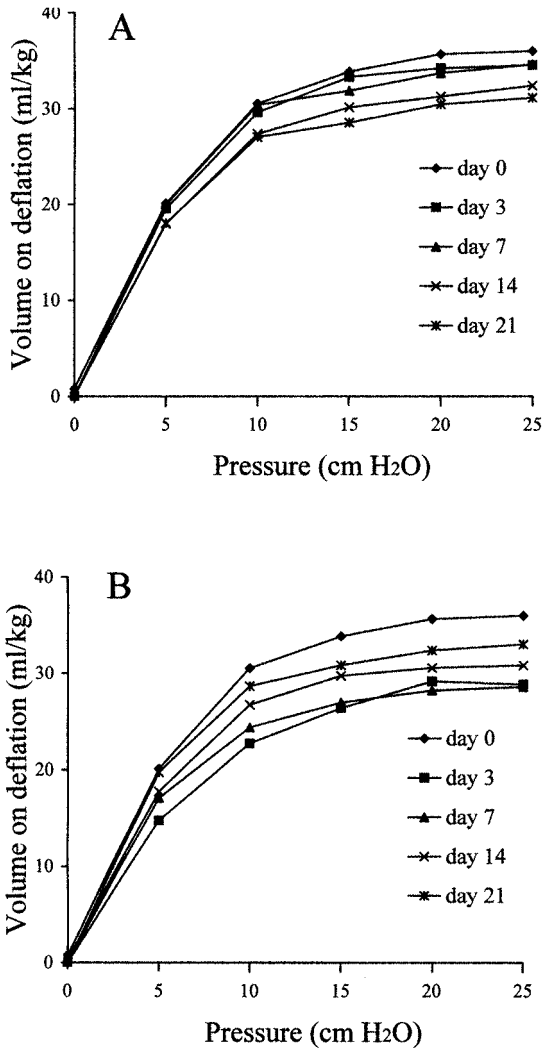 A
Volume on deflation (ml/kg)
40
30
20
10
0
day 0
day 3
day 7
day 14
day 21
0 5 10 15 20 25
Pressure (cm H2O)
B
Volume on deflation (ml/kg)
40
30
20
10
0
day 0
day 3
day 7
day 14
day 21
0 5 10 15 20 25
Pressure (cm H2O)